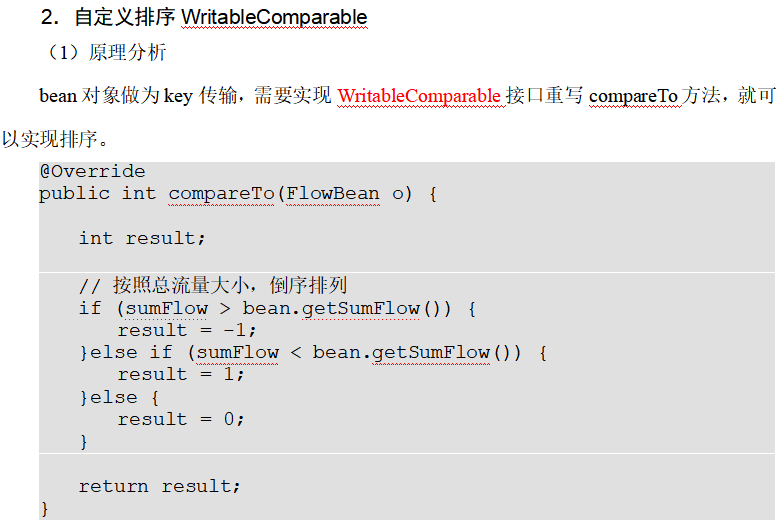 2．自定义排序 WritableComparable
（1）原理分析
bean 对象做为 key 传输，需要实现 WritableComparable 接口重写 compareTo 方法，就可
以实现排序。
@Override
public int compareTo(FlowBean o) {
int result;
// 按照总流量大小，倒序排列
if (sumFlow > bean.getSumFlow()) {
result = -1;
}else if (sumFlow < bean.getSumFlow()) {
result = 1;
}else {
result = 0;
}
return result;
}